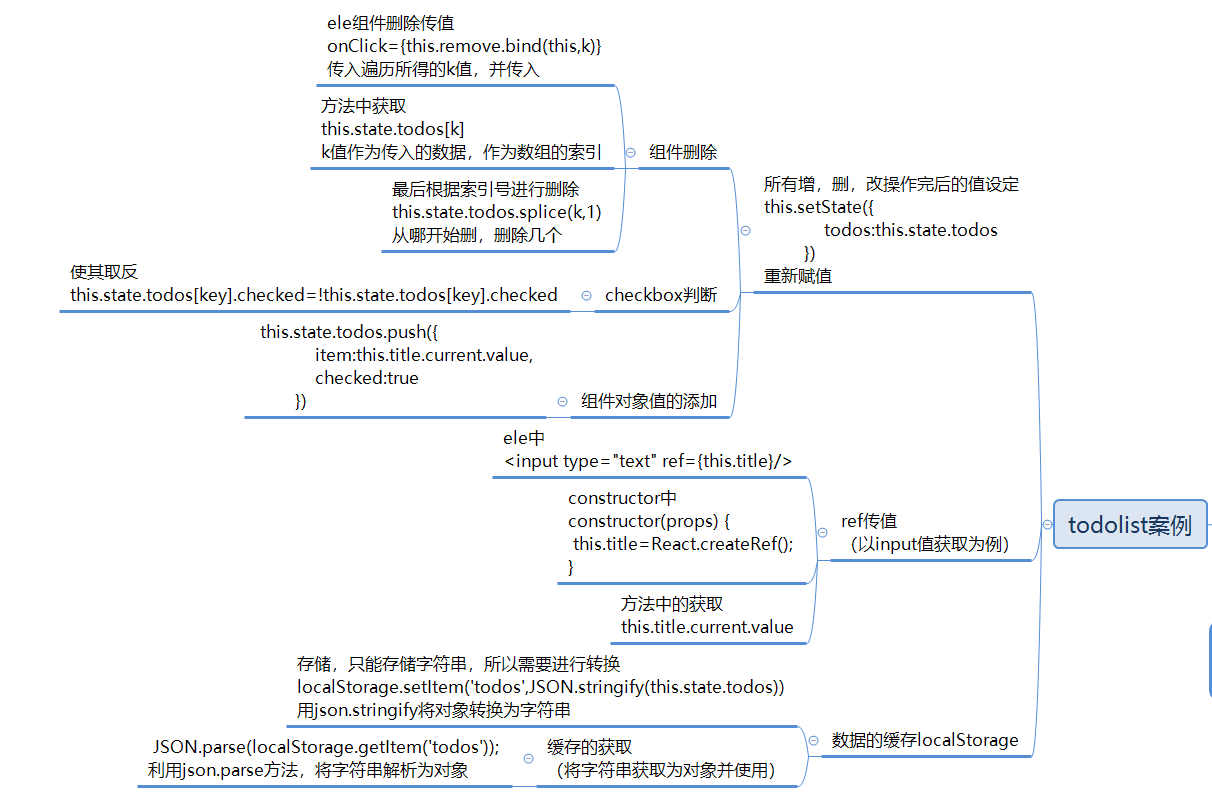 ele组件删除传值
onClick={this.remove.bind(this,k)}
传入遍历所得的k值，并传入
方法中获取
this.state.todos[k]
k值作为传入的数据，作为数组的索引
组件删除
最后根据索引号进行删除
this.state.todos.splice(k,1)
从哪开始删，删除几个
所有增，删，改操作完后的值设定
this.setState({
todos:this.state.todos
})
重新赋值
使其取反
this.state.todos[key].checked=!this.state.todos[key].checked
checkbox判断
this.state.todos.push({
item:this.title.current.value,
checked:true
})
组件对象值的添加
ele中
<input type="text" ref={this.title}/>
constructor中
constructor(props) {
this.title=React.createRef();
}
ref传值
（以input值获取为例）
todolist案例
方法中的获取
this.title.current.value
存储，只能存储字符串，所以需要进行转换
localStorage.setItem('todos',JSON.stringify(this.state.todos))
用json.stringify将对象转换为字符串
数据的缓存localStorage
JSON.parse(localStorage.getItem('todos'));
利用json.parse方法，将字符串解析为对象
缓存的获取
（将字符串获取为对象并使用）